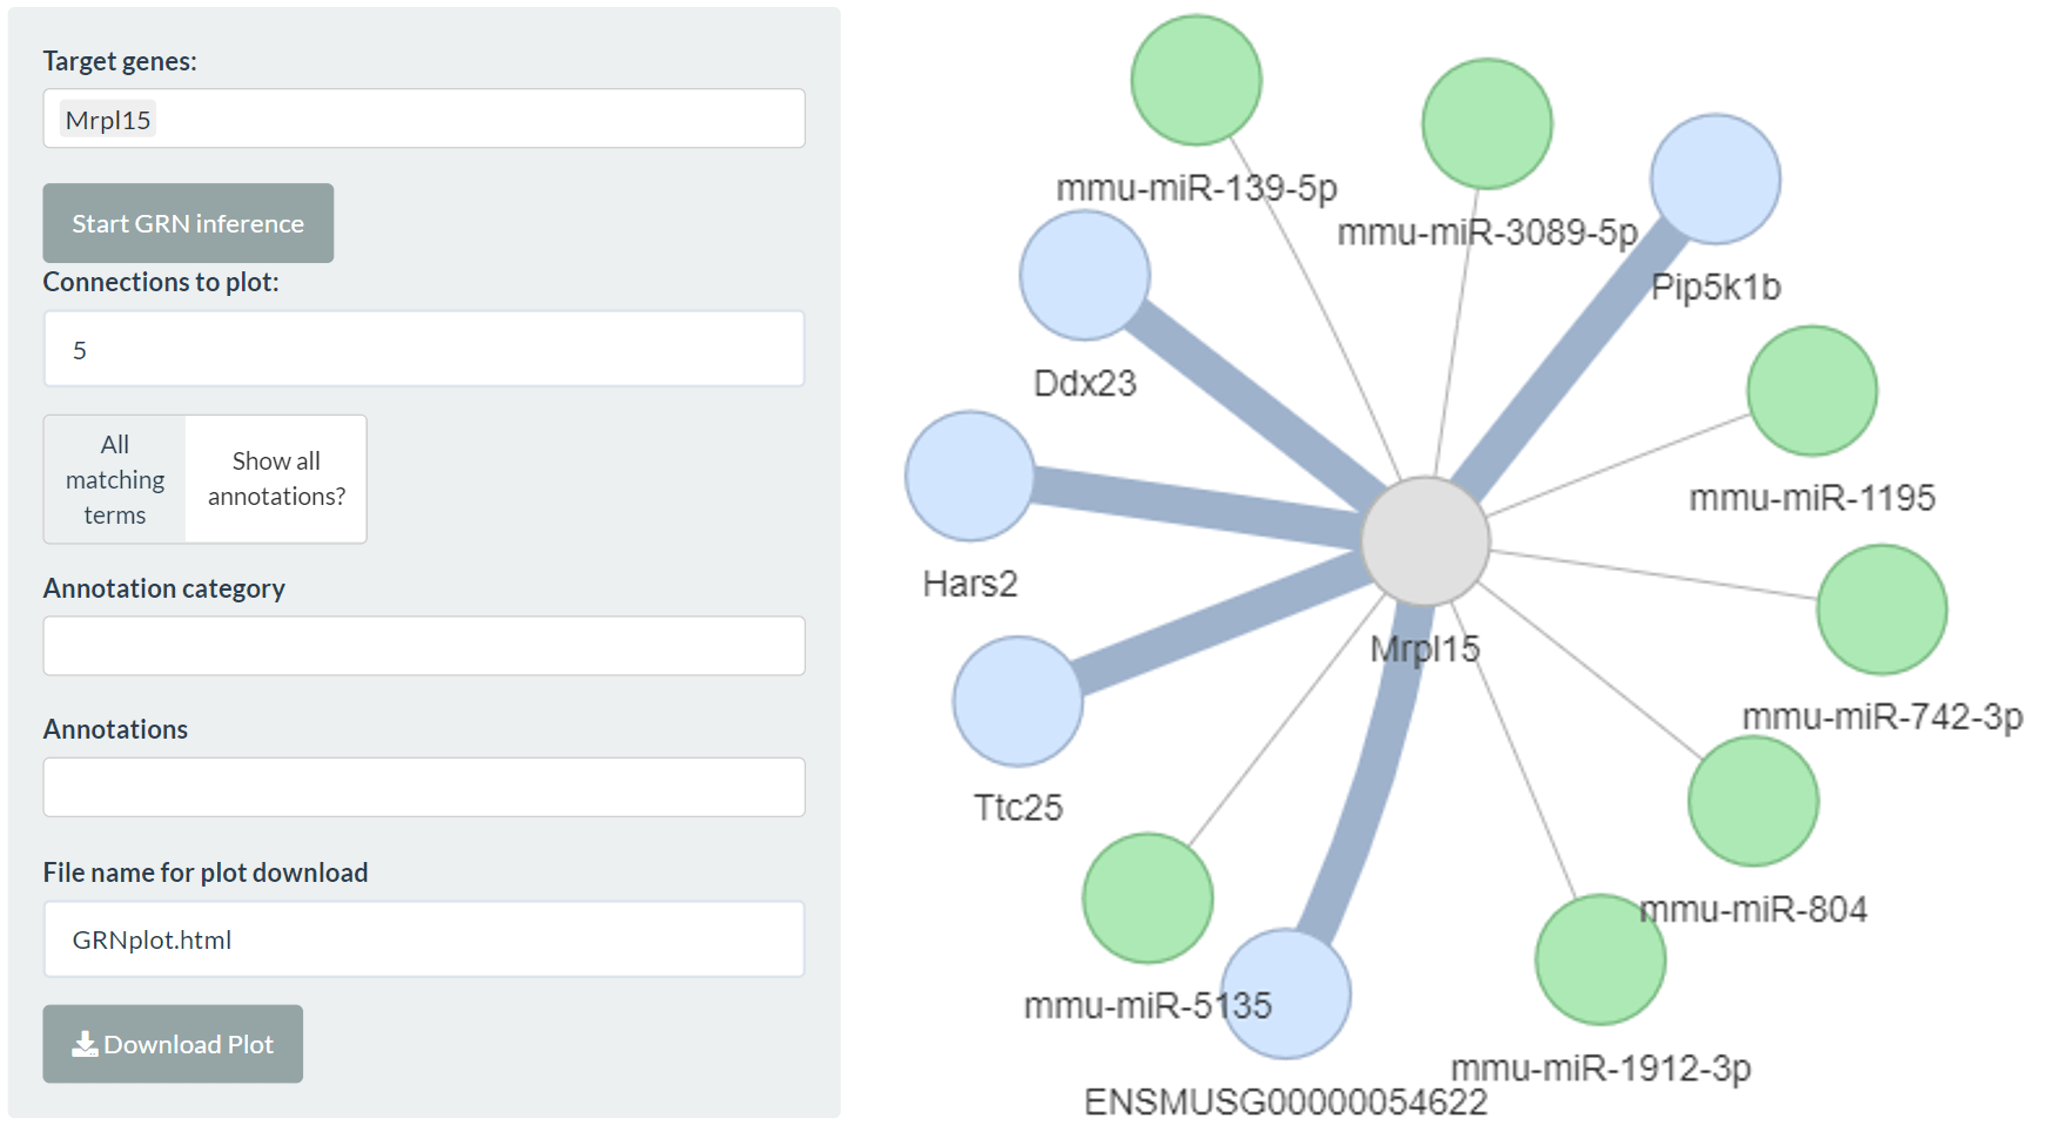 Target genes:
Mrpl15
Start GRN inference
Connections to plot:
5
All
matching
terms
Show all
annotations?
Annotation category
Annotations
File name for plot download
GRNplot.html
Download Plot
mmu-miR-139-5p
mmu-miR-3089-5p
Pip5k1b
Ddx23
mmu-miR-1195
Hars2
Mrpl15
mmu-miR-742-3p
Ttc25
mmu-miR-804
mmu-miR-5135
mmu-miR-1912-3p
ENSMUSG00000054622